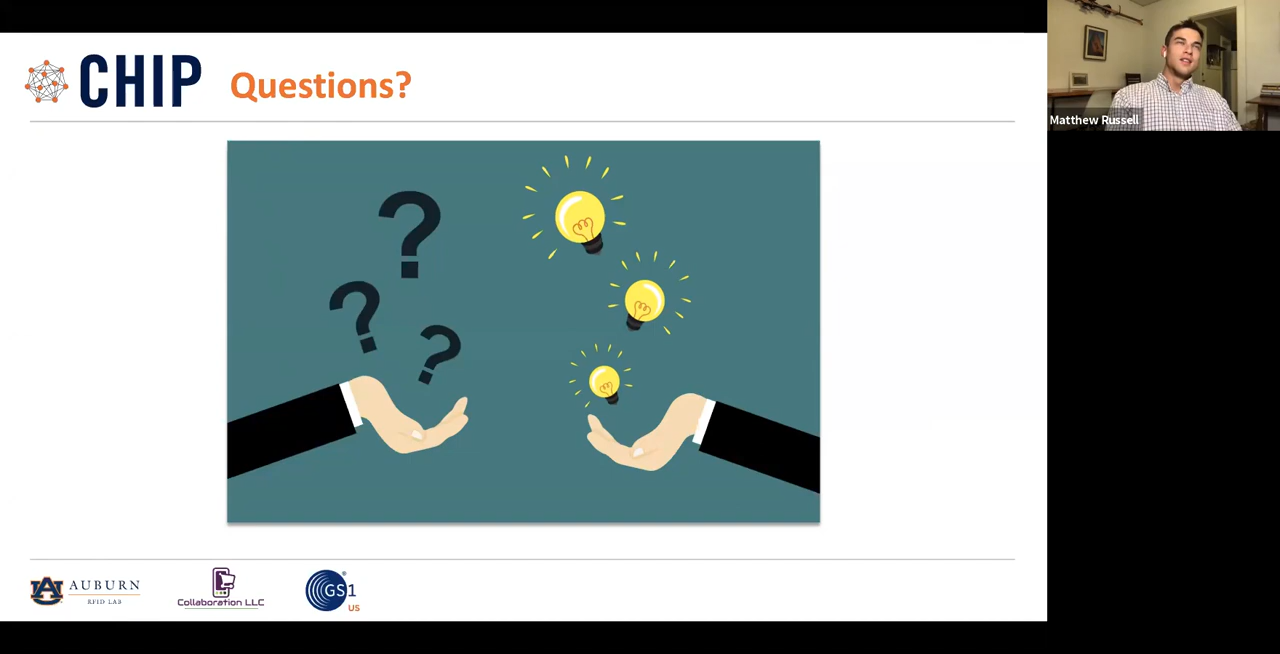 CHIP Questions?
Matthew Russell
? ? ?
AUBURN
RFID LAB
Collaboration LLC
GS1
US